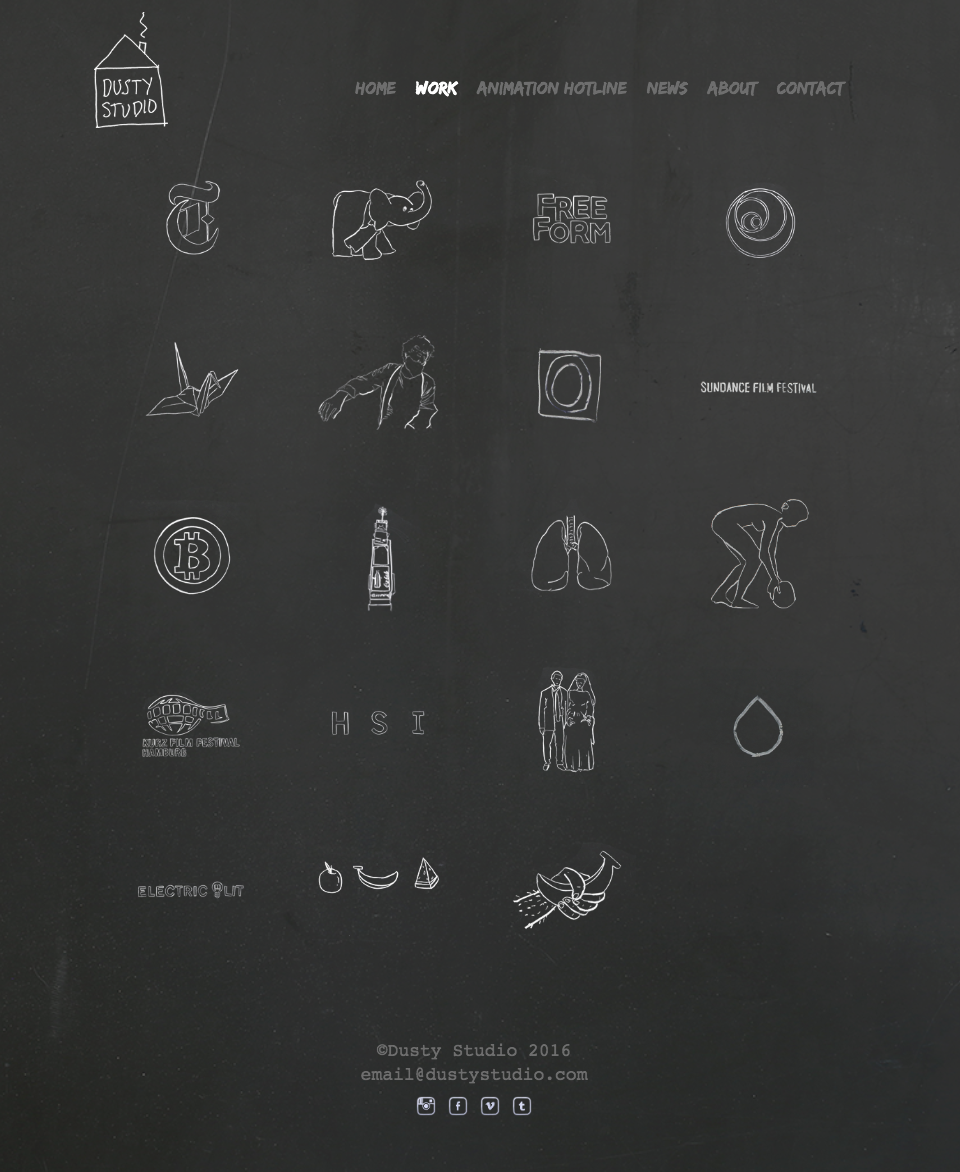 DUSTY
STUDIO
HOME WORK ANIMATION HOTLINE NEWS ABOUT CONTACT
T
FREE
FORM
O
SUNDANCE FILM FESTIVAL
B
KURZ FILM FESTIVAL
HAMBURG
H S I
ELECTRIC LIT
©Dusty Studio 2016
email@dustystudio.com